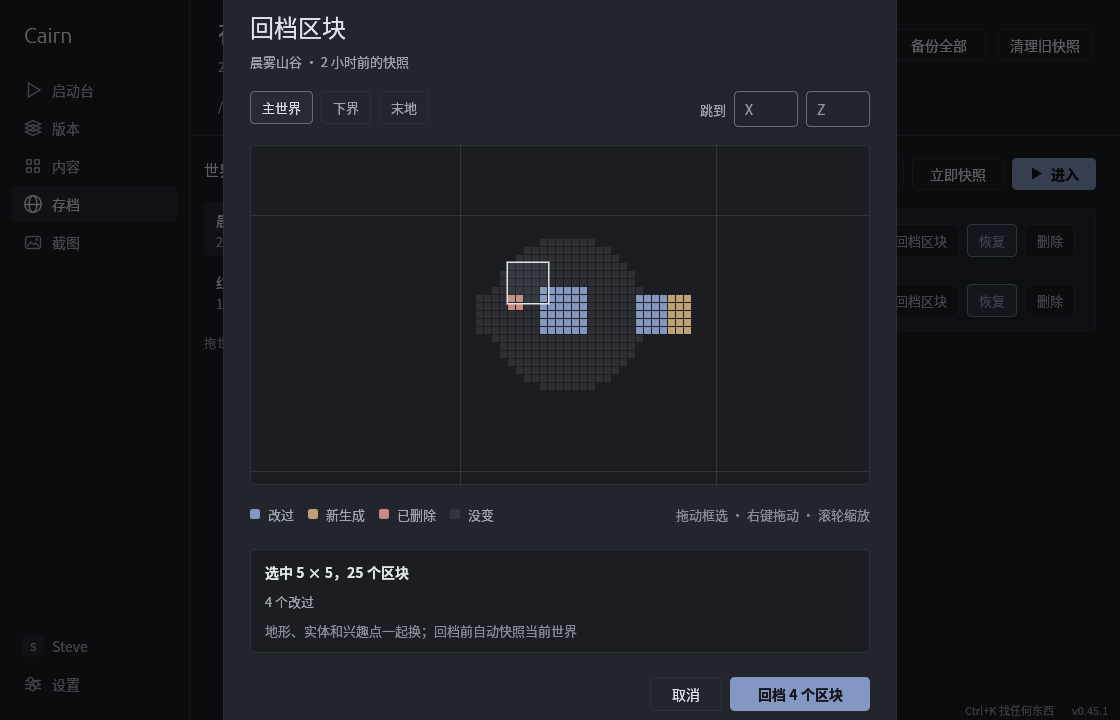 Cairn
启动台
版本
内容
存档
截图
Steve
设置
S
备份全部
清理旧快照
立即快照
进入
回档区块
恢复
删除
回档区块
恢复
删除
回档区块
晨雾山谷 · 2 小时前的快照
主世界
下界
末地
跳到
X
Z
改过
新生成
已删除
没变
拖动框选 · 右键拖动 · 滚轮缩放
选中 5 × 5，25 个区块
4 个改过
地形、实体和兴趣点一起换；回档前自动快照当前世界
取消
回档 4 个区块
Ctrl+K 找任何东西
v0.45.1